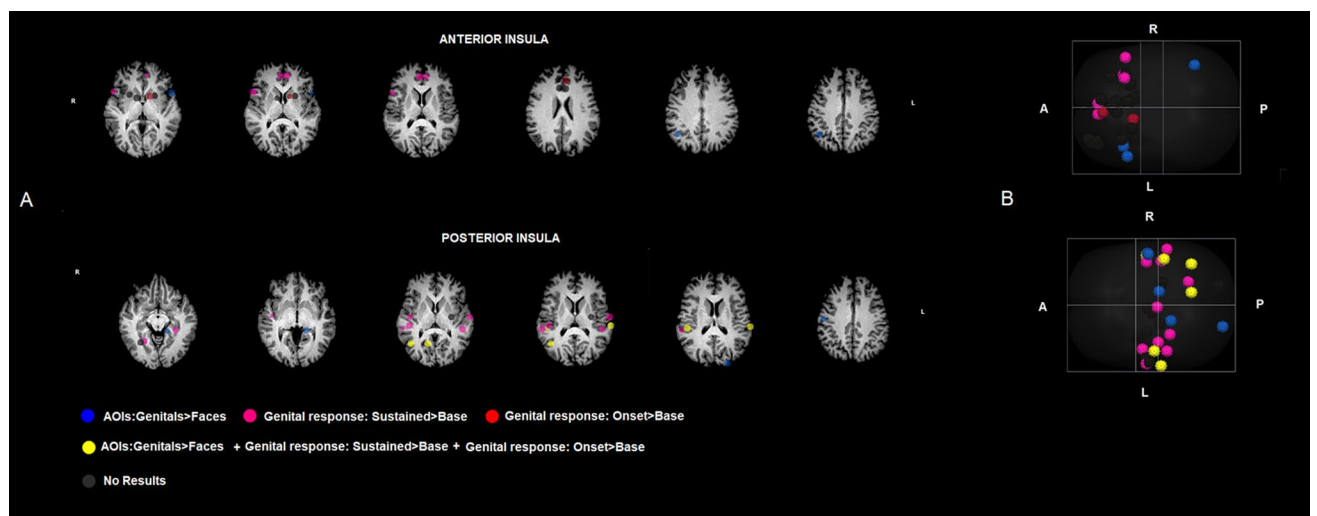 ANTERIOR INSULA
R
L
R
A
P
L
A
B
POSTERIOR INSULA
R
L
R
A
P
L
AOIs:Genitals>Faces
Genital response: Sustained>Base
Genital response: Onset>Base
AOIs:Genitals>Faces + Genital response: Sustained>Base + Genital response: Onset>Base
No Results